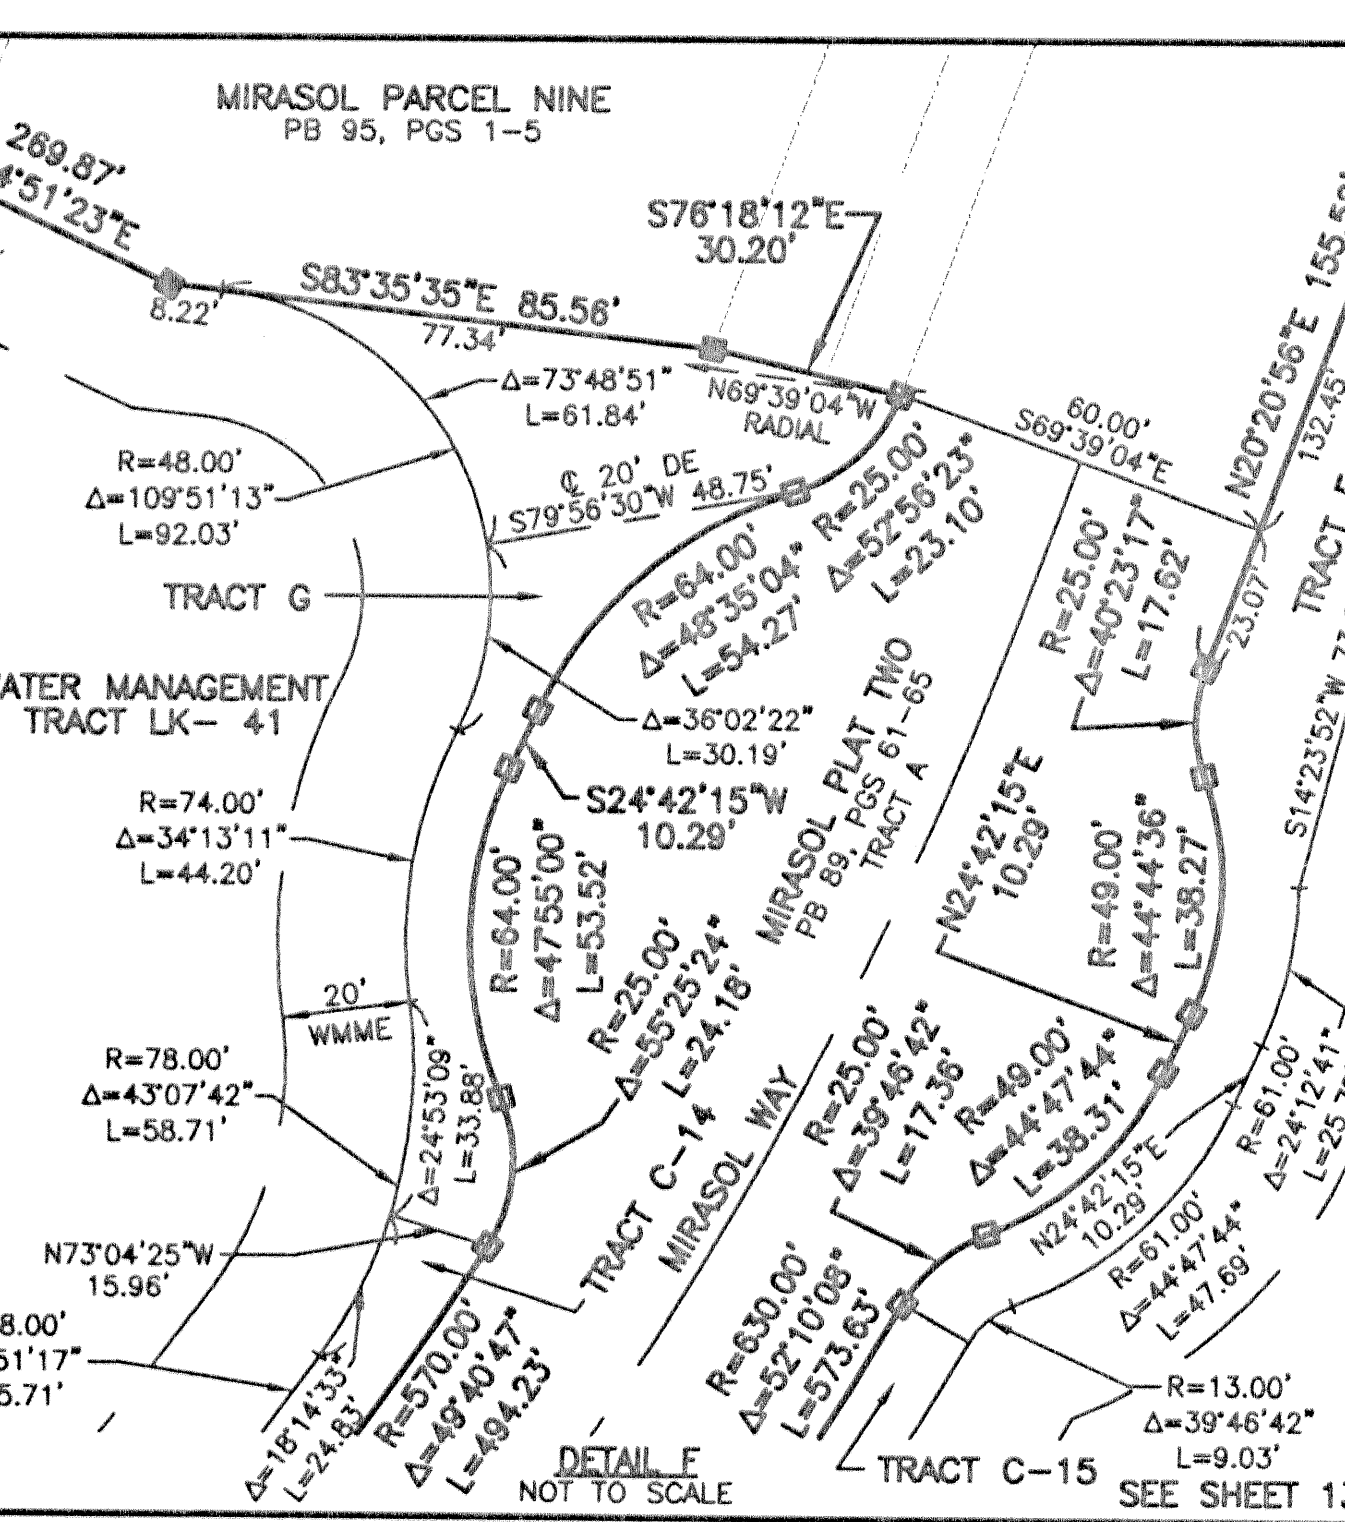 MIRASOL PARCEL NINE
PB 95, PGS 1-5
269.87'
4°51'23"E
8.22'
S83°35'35"E 85.56'
77.34'
S76°18'12"E
30.20'
Δ=73°48'51"
L=61.84'
N69°39'04"W
RADIAL
60.00'
S69°39'04"E
N20°20'56"E
132.45'
R=48.00'
Δ=109°51'13"
L=92.03'
℄ 20' DE
S79°56'30"W 48.75'
R=25.00'
Δ=52°56'23"
L=23.10'
R=64.00'
Δ=48°35'04"
L=54.27'
R=25.00'
Δ=40°23'17"
L=17.62'
23.07'
TRACT
TRACT G
ATER MANAGEMENT
TRACT LK- 41
Δ=36°02'22"
L=30.19'
S24°42'15"W
10.29'
MIRASOL PLAT TWO
PB 89, PGS 61-65
TRACT A
N24°42'15"E
10.29'
R=49.00'
Δ=44°44'36"
L=38.27'
S14°23'52"W
R=74.00'
Δ=34°13'11"
L=44.20'
R=64.00'
Δ=47°55'00"
L=53.52'
R=25.00'
Δ=55°25'24"
L=24.18'
20'
WMME
R=78.00'
Δ=43°07'42"
L=58.71'
Δ=24°53'09"
L=33.88'
TRACT C-14
MIRASOL WAY
R=25.00'
Δ=39°46'42"
L=17.36'
R=49.00'
Δ=44°47'44"
L=38.31'
N24°42'15"E
10.29'
R=61.00'
Δ=24°12'41"
R=61.00'
Δ=44°47'44"
L=47.69'
N73°04'25"W
15.96'
8.00'
51'17"
5.71'
Δ=18°14'33"
L=24.83'
R=570.00'
Δ=49°40'47"
L=494.23'
R=630.00'
Δ=52°10'08"
L=573.63'
R=13.00'
Δ=39°46'42"
L=9.03'
DETAIL F
NOT TO SCALE
TRACT C-15
SEE SHEET